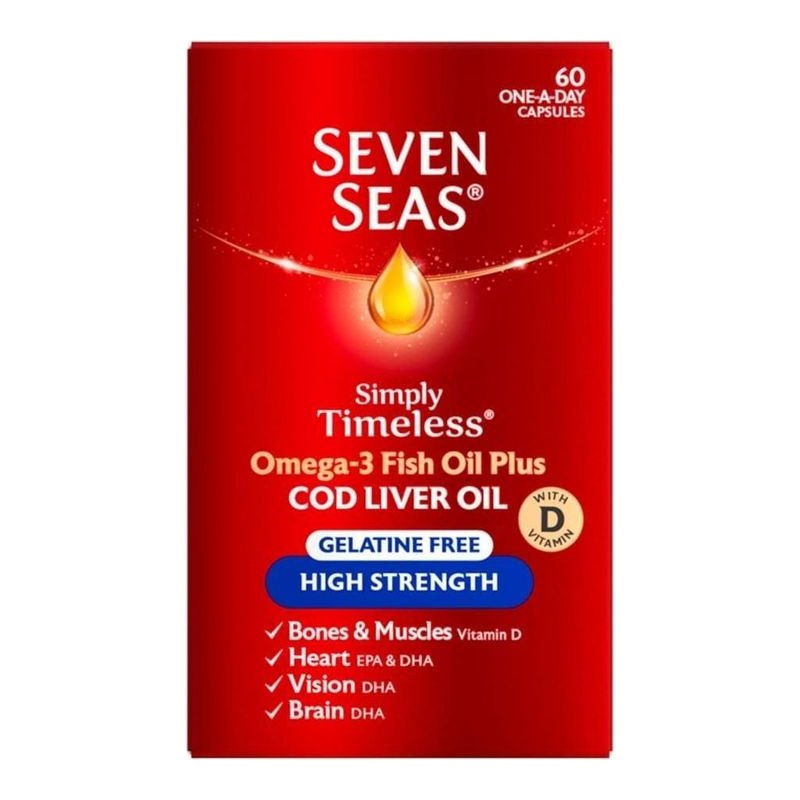 60
ONE-A-DAY
CAPSULES
SEVEN
SEAS®
Simply
Timeless®
Omega-3 Fish Oil Plus
COD LIVER OIL
WITH
D
VITAMIN
GELATINE FREE
HIGH STRENGTH
✓ Bones & Muscles Vitamin D
✓ Heart EPA & DHA
✓ Vision DHA
✓ Brain DHA